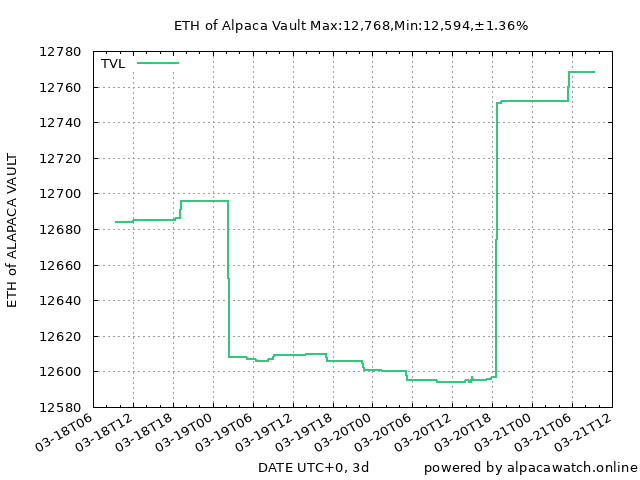 ETH of Alpaca Vault Max:12,768,Min:12,594,±1.36%
12780
12760
12740
12720
12700
12680
12660
12640
12620
12600
12580
TVL
ETH of ALAPACA VAULT
03-18T06
03-18T12
03-18T18
03-19T00
03-19T06
03-19T12
03-19T18
03-20T00
03-20T06
03-20T12
03-20T18
03-21T00
03-21T06
03-21T12
DATE UTC+0, 3d
powered by alpacawatch.online